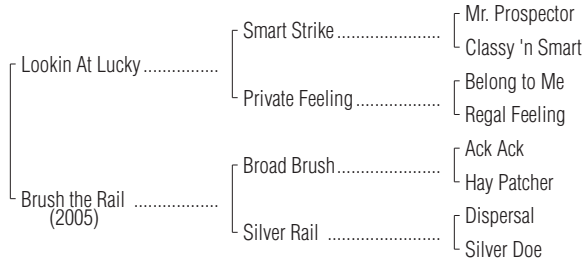 Mr. Prospector
Smart Strike ....................
Classy 'n Smart
Lookin At Lucky ...............
Belong to Me
Private Feeling .................
Regal Feeling
Ack Ack
Broad Brush ....................
Hay Patcher
Brush the Rail ................
(2005)
Dispersal
Silver Rail ......................
Silver Doe